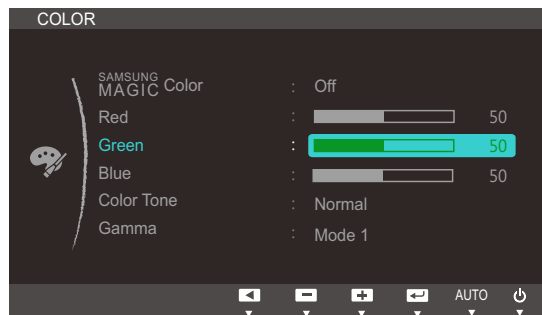 COLOR
SAMSUNG MAGIC Color : Off
Red : 50
Green : 50
Blue : 50
Color Tone : Normal
Gamma : Mode 1
AUTO